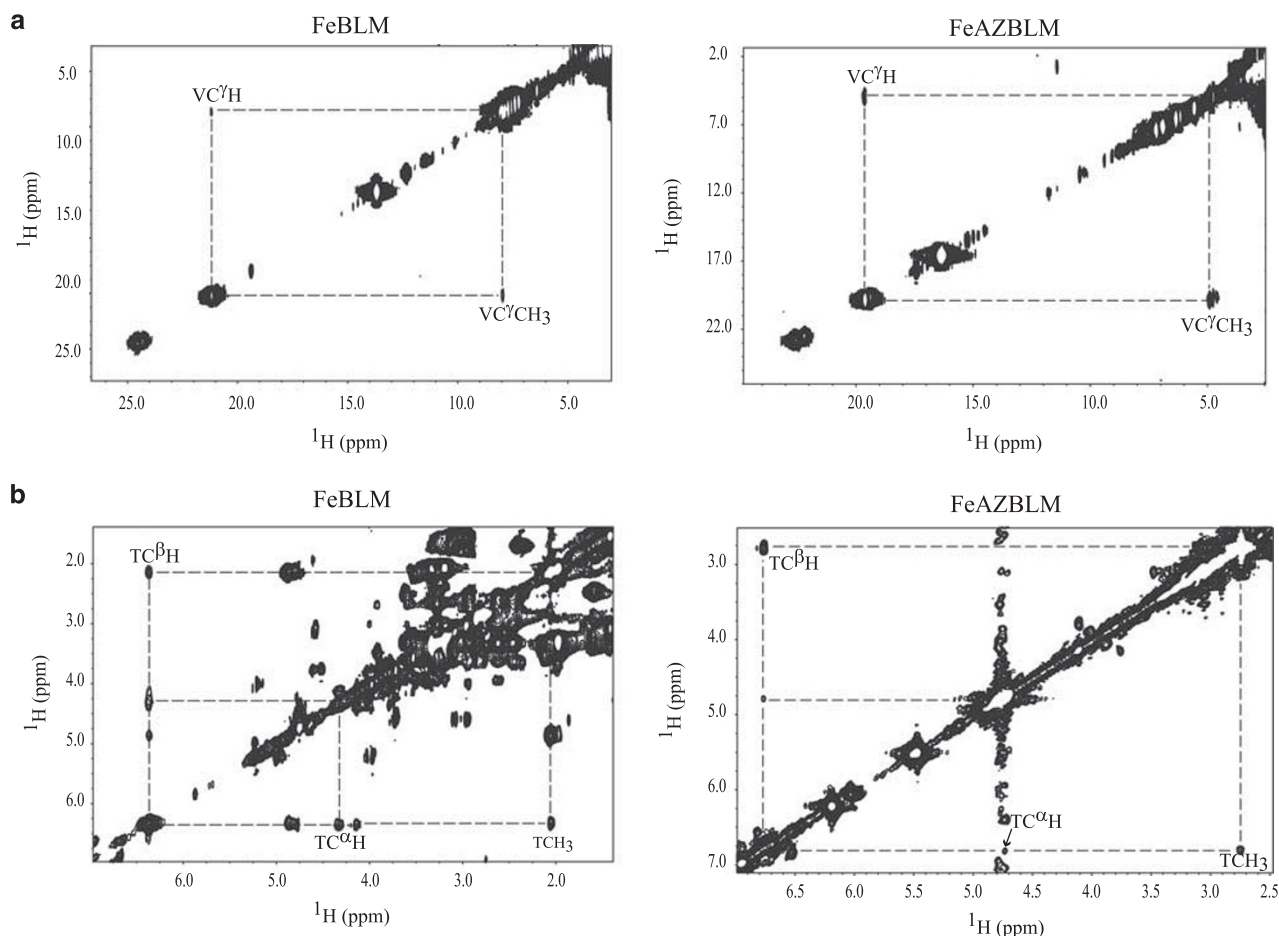 a
FeBLM
FeAZBLM
5.0
10.0
15.0
20.0
25.0
¹H (ppm)
VCᵞH
VCᵞCH₃
25.0 20.0 15.0 10.0 5.0
¹H (ppm)
2.0
7.0
12.0
17.0
22.0
¹H (ppm)
VCᵞH
VCᵞCH₃
20.0 15.0 10.0 5.0
¹H (ppm)
b
FeBLM
FeAZBLM
2.0
3.0
4.0
5.0
6.0
¹H (ppm)
TCᵝH
TCᵅH
TCH₃
6.0 5.0 4.0 3.0 2.0
¹H (ppm)
3.0
4.0
5.0
6.0
7.0
¹H (ppm)
TCᵝH
TCᵅH
TCH₃
6.5 6.0 5.5 5.0 4.5 4.0 3.5 3.0 2.5
¹H (ppm)